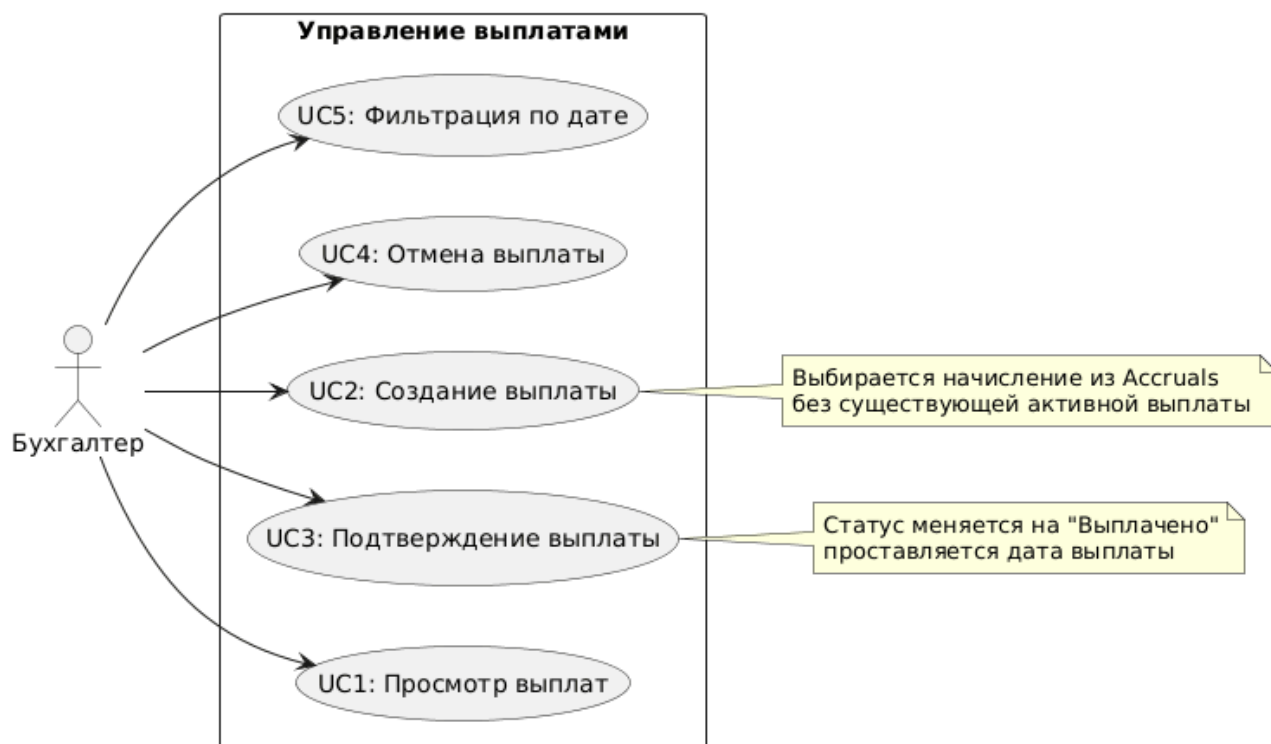 Управление выплатами
UC5: Фильтрация по дате
UC4: Отмена выплаты
UC2: Создание выплаты
Выбирается начисление из Accruals
без существующей активной выплаты
Бухгалтер
UC3: Подтверждение выплаты
Статус меняется на "Выплачено"
проставляется дата выплаты
UC1: Просмотр выплат